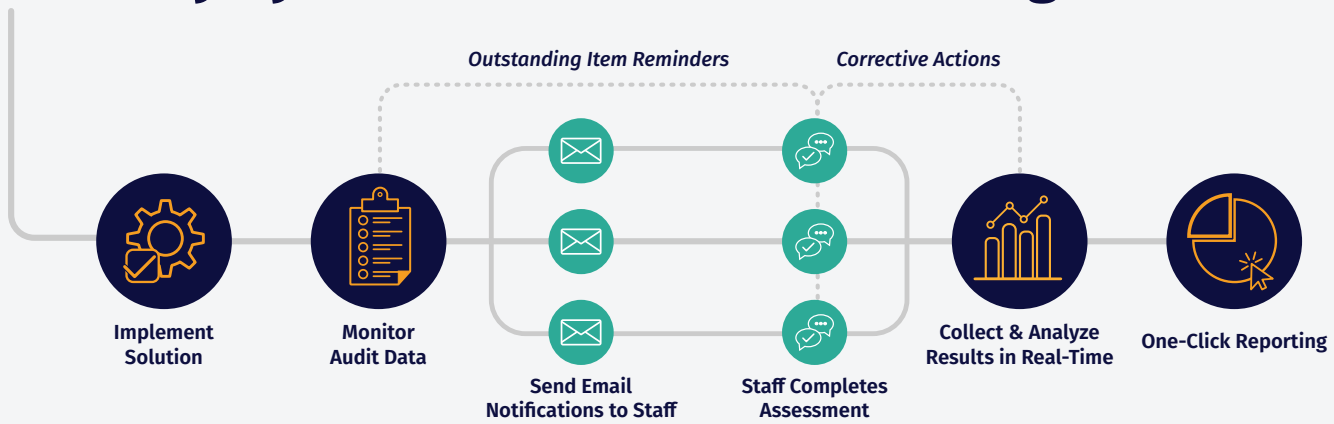 Outstanding Item Reminders
Corrective Actions
Implement
Solution
Monitor
Audit Data
Send Email
Notifications to Staff
Staff Completes
Assessment
Collect & Analyze
Results in Real-Time
One-Click Reporting